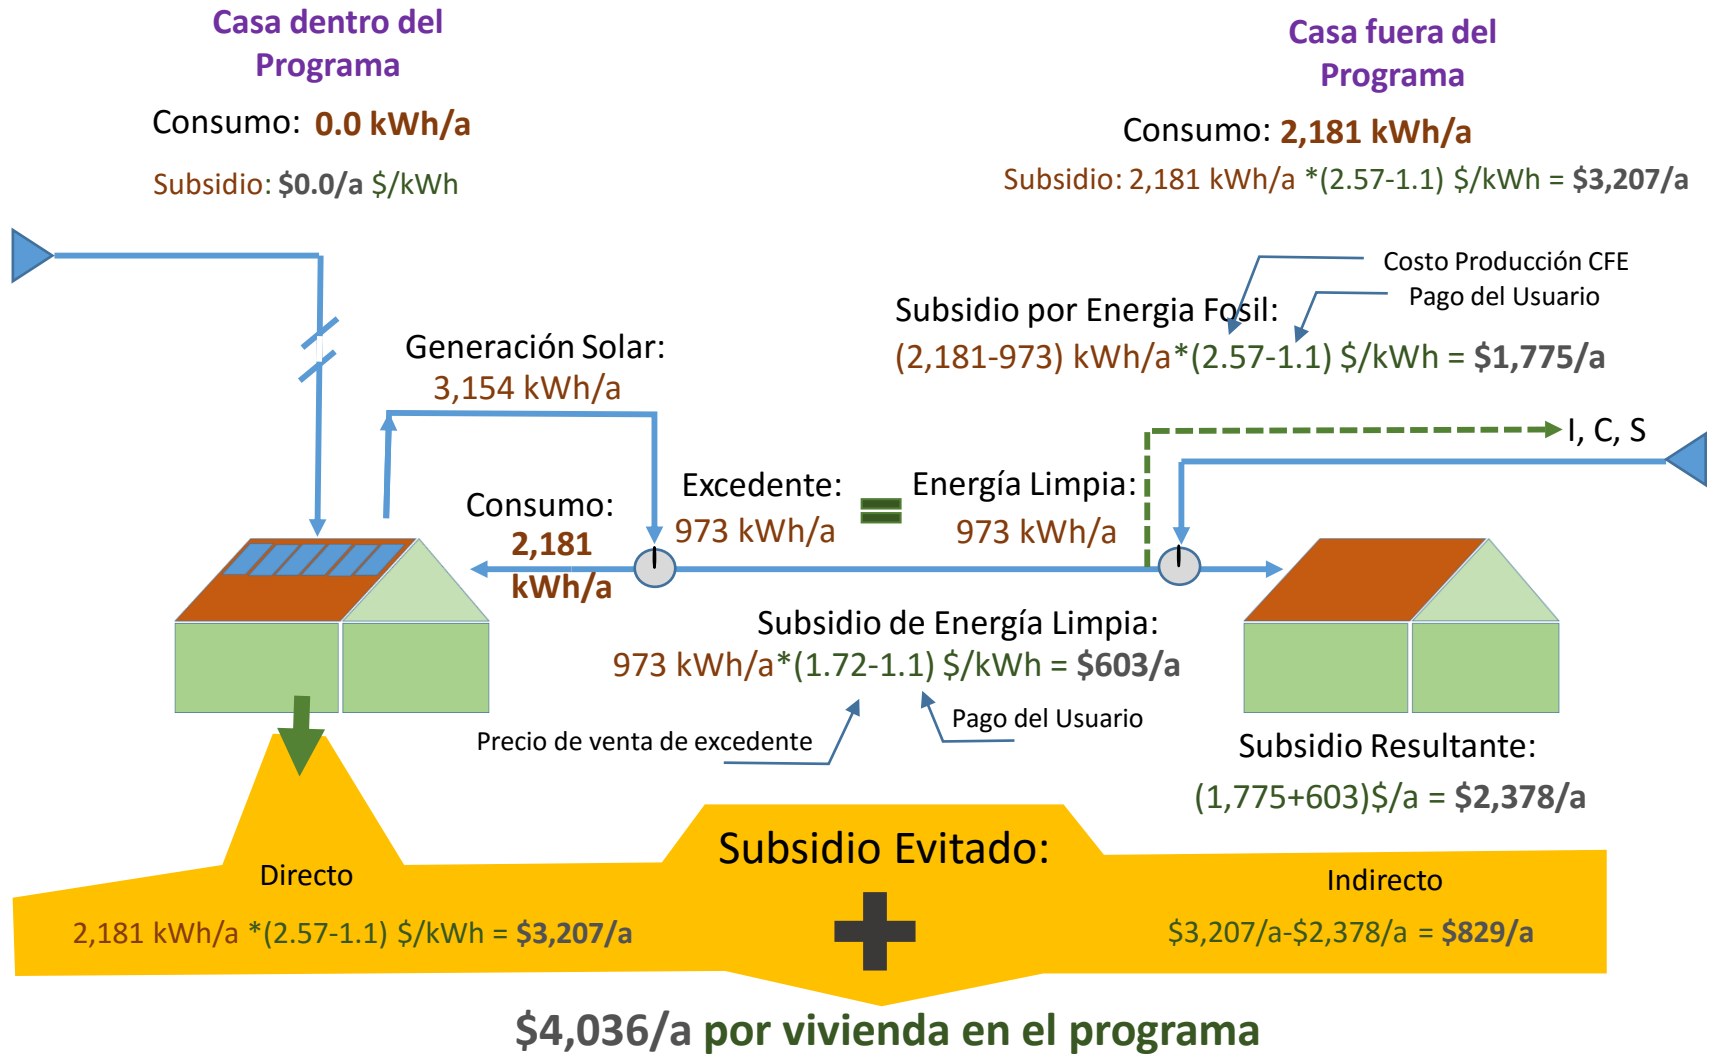 Casa dentro del
Programa
Consumo: 0.0 kWh/a
Subsidio: $0.0/a $/kWh
Casa fuera del
Programa
Consumo: 2,181 kWh/a
Subsidio: 2,181 kWh/a *(2.57-1.1) $/kWh = $3,207/a
Costo Producción CFE
Pago del Usuario
Subsidio por Energia Fosil:
(2,181-973) kWh/a*(2.57-1.1) $/kWh = $1,775/a
Generación Solar:
3,154 kWh/a
I, C, S
Consumo:
2,181
kWh/a
Excedente:
973 kWh/a
Energía Limpia:
973 kWh/a
Subsidio de Energía Limpia:
973 kWh/a*(1.72-1.1) $/kWh = $603/a
Precio de venta de excedente
Pago del Usuario
Subsidio Resultante:
(1,775+603)$/a = $2,378/a
Subsidio Evitado:
Directo
2,181 kWh/a *(2.57-1.1) $/kWh = $3,207/a
Indirecto
$3,207/a-$2,378/a = $829/a
$4,036/a por vivienda en el programa